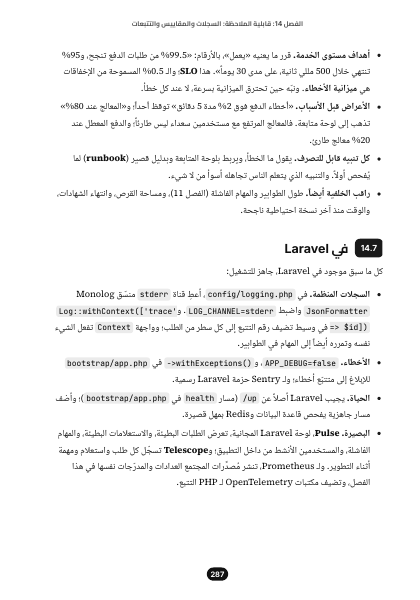 الفصل 14: قابلية الملاحظة: السجلات والمقاييس والتتبعات
• أهداف مستوى الخدمة. قرر ما يعنيه «يعمل»، بالأرقام: «99.5% من طلبات الدفع تنجح، و95%
تنتهي خلال 500 مللي ثانية، على مدى 30 يوماً». هذا SLO؛ والـ 0.5% المسموحة من الإخفاقات
هي ميزانية الأخطاء. ونبّه حين تحترق الميزانية بسرعة، لا عند كل خطأ.
• الأعراض قبل الأسباب. «أخطاء الدفع فوق 2% مدة 5 دقائق» توقظ أحداً؛ و«المعالج عند 80%»
تذهب إلى لوحة متابعة. فالمعالج المرتفع مع مستخدمين سعداء ليس طارئاً؛ والدفع المعطل عند
20% معالج طارئ.
• كل تنبيه قابل للتصرف. يقول ما الخطأ، ويربط بلوحة المتابعة وبدليل قصير (runbook) لما
يُفحص أولاً. والتنبيه الذي يتعلم الناس تجاهله أسوأ من لا شيء.
• راقب الخلفية أيضاً. طول الطوابير والمهام الفاشلة (الفصل 11)، ومساحة القرص، وانتهاء الشهادات،
والوقت منذ آخر نسخة احتياطية ناجحة.
14.7 في Laravel
كل ما سبق موجود في Laravel، جاهز للتشغيل:
• السجلات المنظمة. في config/logging.php، أعطِ قناة stderr منسّق Monolog
JsonFormatter واضبط LOG_CHANNEL=stderr. و Log::withContext(['trace'
=> $id]) في وسيط تضيف رقم التتبع إلى كل سطر من الطلب؛ وواجهة Context تفعل الشيء
نفسه وتمرره أيضاً إلى المهام في الطوابير.
• الأخطاء. APP_DEBUG=false، و ->withExceptions() في bootstrap/app.php
للإبلاغ إلى متتبّع أخطاء؛ ولـ Sentry حزمة Laravel رسمية.
• الحياة. يجيب Laravel أصلاً عن /up (مسار health في bootstrap/app.php)؛ وأضف
مسار جاهزية يفحص قاعدة البيانات وRedis بمهل قصيرة.
• البصيرة. Pulse، لوحة Laravel المجانية، تعرض الطلبات البطيئة، والاستعلامات البطيئة، والمهام
الفاشلة، والمستخدمين الأنشط من داخل التطبيق؛ وTelescope تسجّل كل طلب واستعلام ومهمة
أثناء التطوير. ولـ Prometheus، تنشر مُصدِّرات المجتمع العدادات والمدرّجات نفسها في هذا
الفصل، وتضيف مكتبات OpenTelemetry لـ PHP التتبع.
287